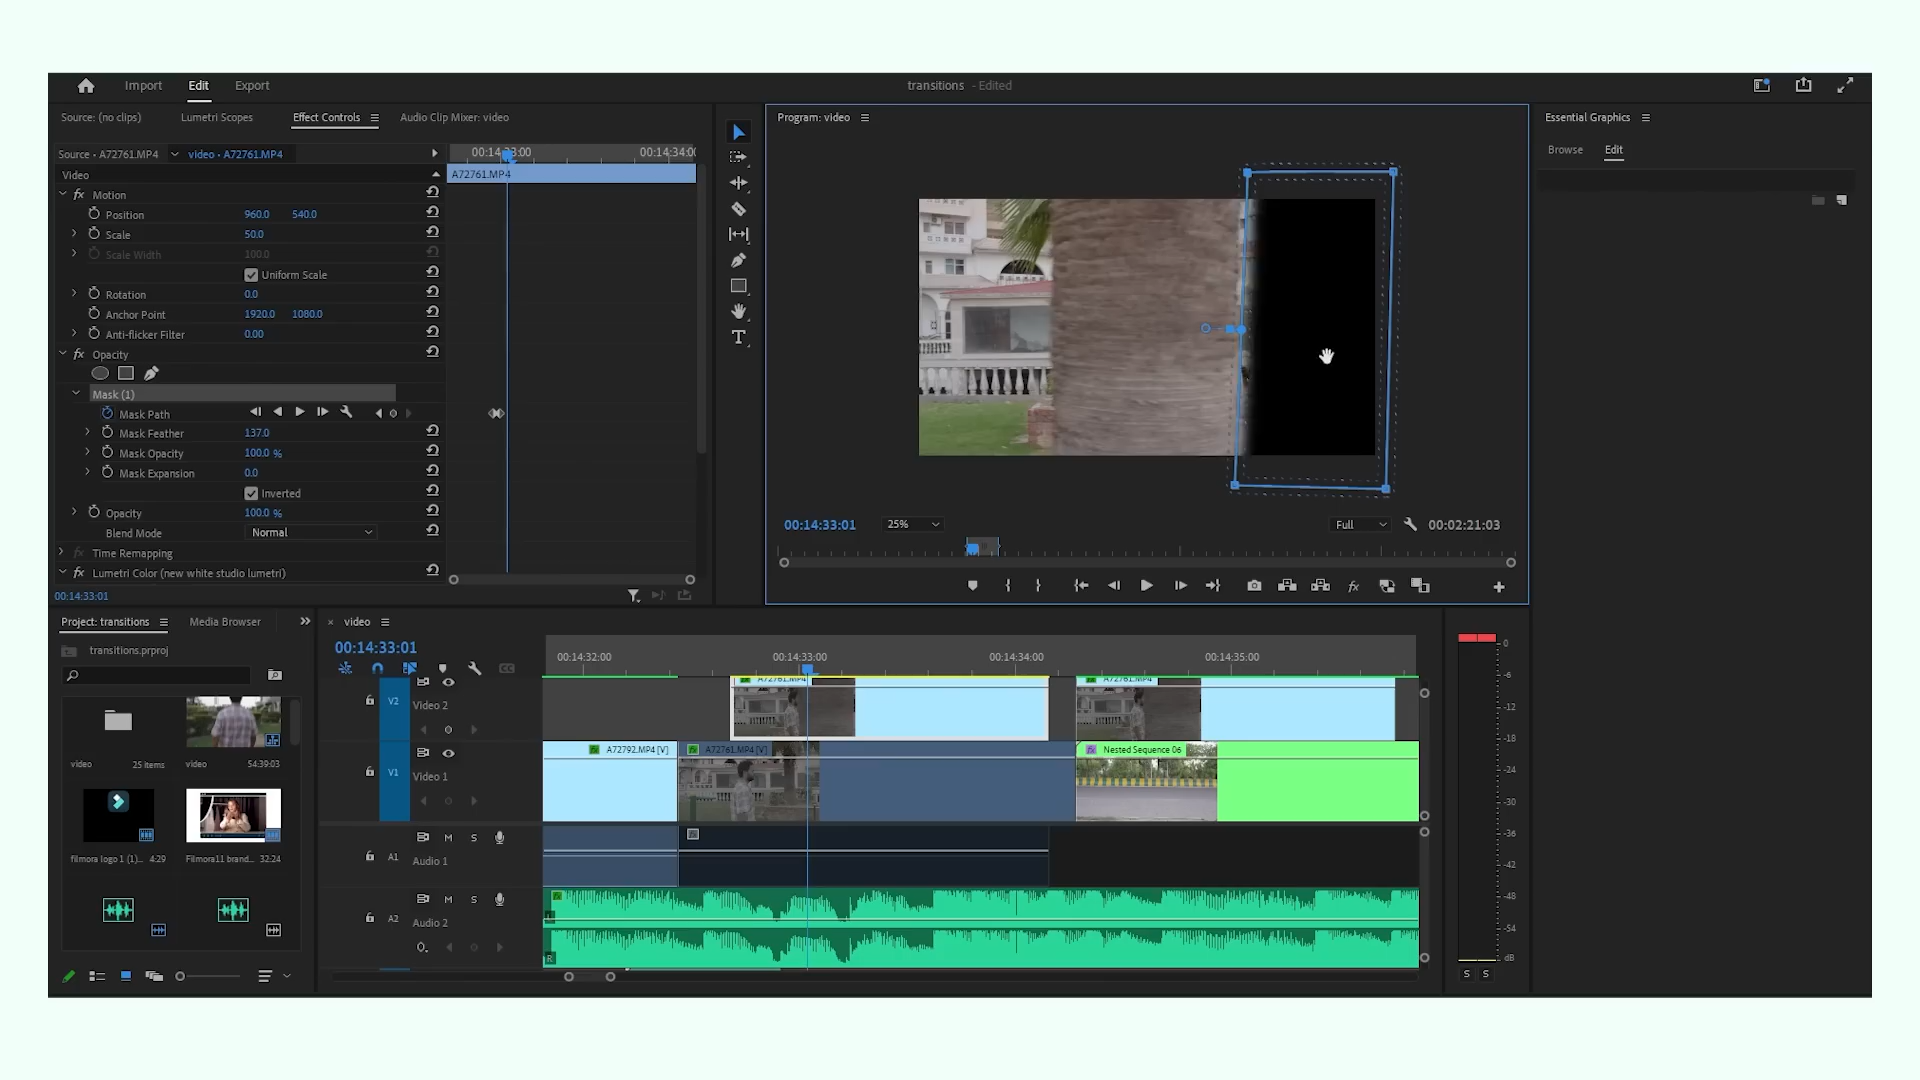 Import Edit Export
transitions - Edited
Source: (no clips) Lumetri Scopes Effect Controls Audio Clip Mixer: video
Source • A72761.MP4 video • A72761.MP4
00:14:33:00 00:14:34:00
Video
A72761.MP4
Motion
Position 960.0 540.0
Scale 50.0
Scale Width 100.0
Uniform Scale
Rotation 0.0
Anchor Point 1920.0 1080.0
Anti-flicker Filter 0.00
Opacity
Mask (1)
Mask Path
Mask Feather 137.0
Mask Opacity 100.0 %
Mask Expansion 0.0
Inverted
Opacity 100.0 %
Blend Mode Normal
Time Remapping
Lumetri Color (new white studio lumetri)
00:14:33:01
Program: video
00:14:33:01 25% Full 00:02:21:03
Essential Graphics
Browse Edit
Project: transitions Media Browser
transitions.prproj
video 25 items
video 54:39:03
filmora logo 1 (1)... 4:29
Filmora11 brand... 32:24
video
00:14:33:01
00:14:32:00 00:14:33:00 00:14:34:00 00:14:35:00
V2 Video 2
A72761.MP4 A72761.MP4
V1 Video 1
A72792.MP4 [V] A72761.MP4 [V] Nested Sequence 06
A1 M S
Audio 1
A2 M S
Audio 2
L
R
0
-6
-12
-18
-24
-30
-36
-42
-48
-54
dB
S S